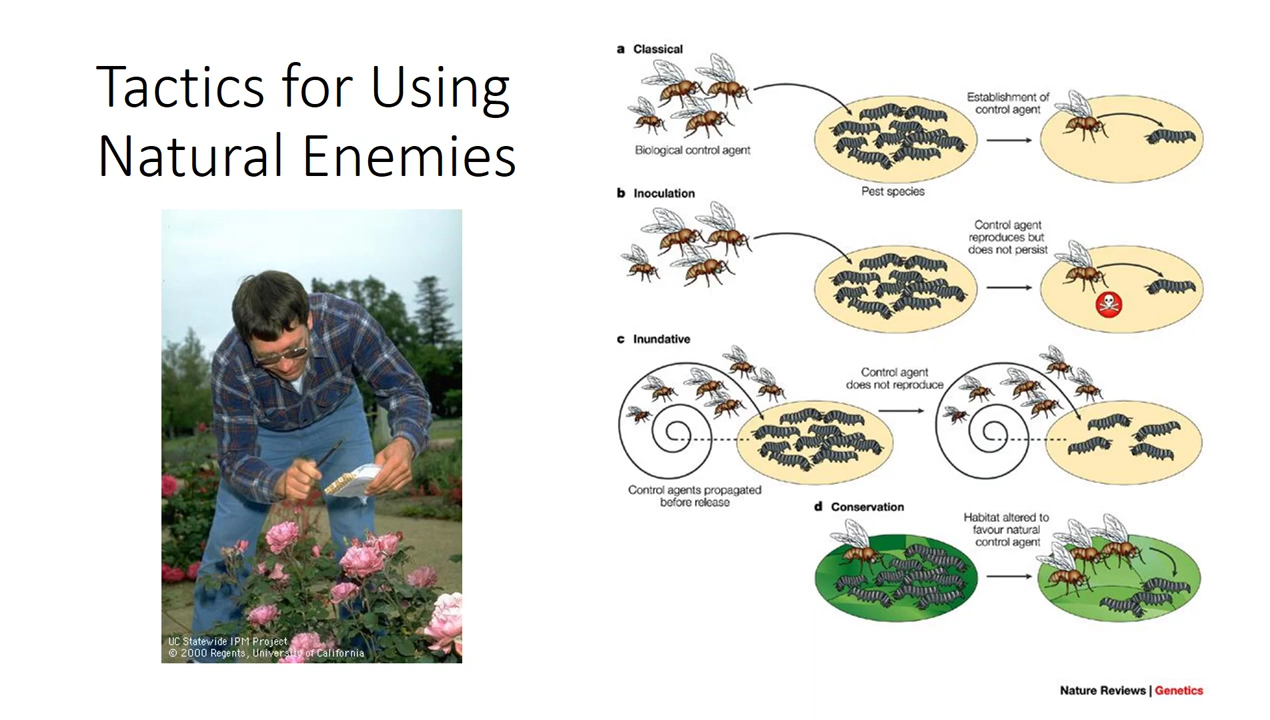 Tactics for Using
Natural Enemies
UC Statewide IPM Project
© 2000 Regents, University of California
a Classical
Biological control agent
Pest species
Establishment of
control agent
b Inoculation
Control agent
reproduces but
does not persist
c Inundative
Control agents propagated
before release
Control agent
does not reproduce
d Conservation
Habitat altered to
favour natural
control agent
Nature Reviews | Genetics